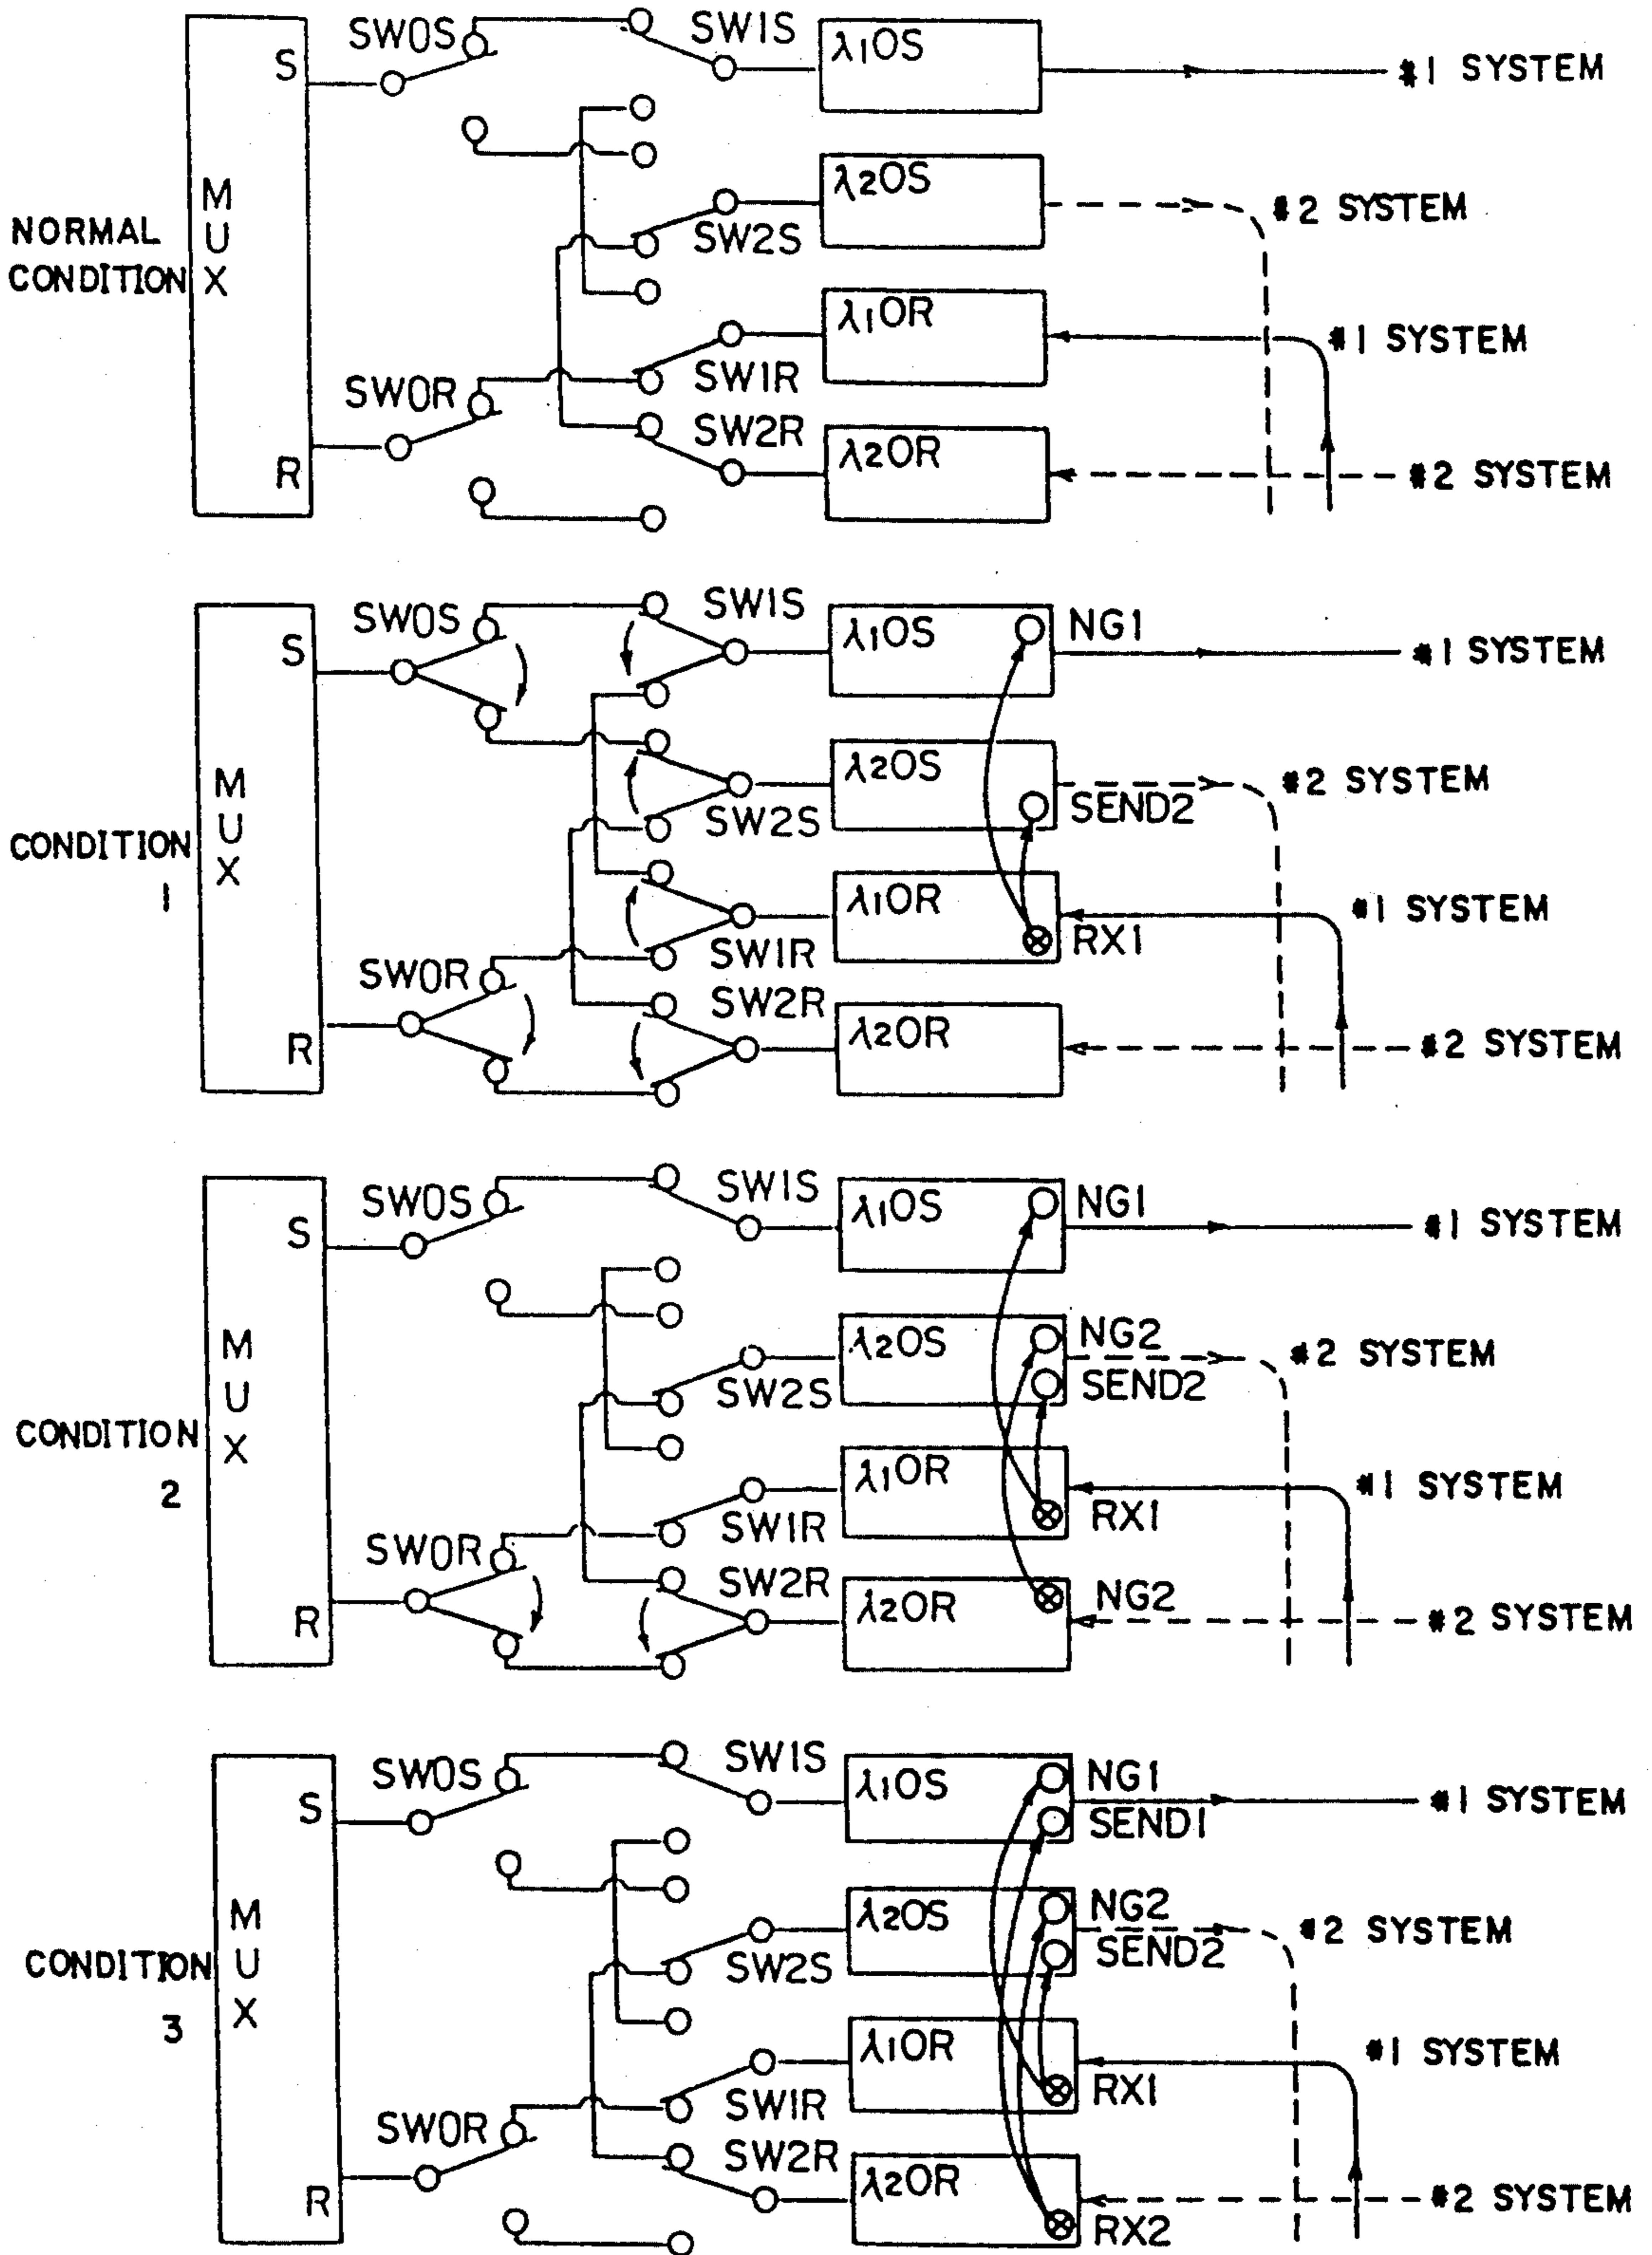 NORMAL
CONDITION
MUX
S
R
SW0S
SW1S
λ1OS
#1 SYSTEM
λ2OS
#2 SYSTEM
SW2S
λ1OR
#1 SYSTEM
SW1R
SW0R
SW2R
λ2OR
#2 SYSTEM
CONDITION
1
MUX
S
R
SW0S
SW1S
λ1OS
NG1
#1 SYSTEM
λ2OS
#2 SYSTEM
SEND2
SW2S
λ1OR
#1 SYSTEM
RX1
SW1R
SW0R
SW2R
λ2OR
#2 SYSTEM
CONDITION
2
MUX
S
R
SW0S
SW1S
λ1OS
NG1
#1 SYSTEM
λ2OS
NG2
#2 SYSTEM
SEND2
SW2S
λ1OR
#1 SYSTEM
RX1
SW1R
SW0R
SW2R
λ2OR
NG2
#2 SYSTEM
CONDITION
3
MUX
S
R
SW0S
SW1S
λ1OS
NG1
#1 SYSTEM
SEND1
λ2OS
NG2
#2 SYSTEM
SEND2
SW2S
λ1OR
#1 SYSTEM
RX1
SW1R
SW0R
SW2R
λ2OR
#2 SYSTEM
RX2